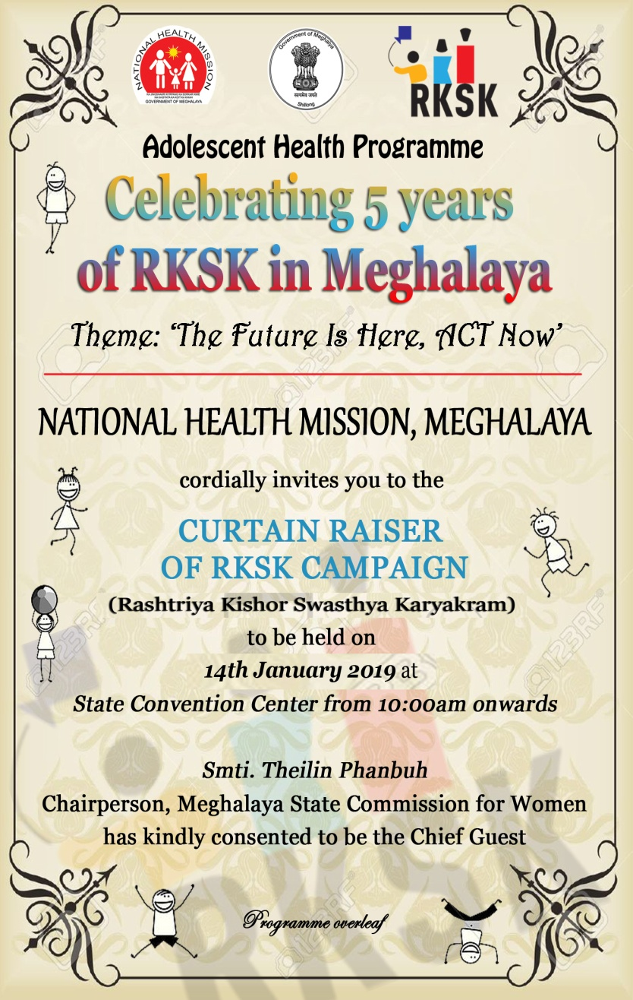 NATIONAL HEALTH MISSION
GOVERNMENT OF MEGHALAYA
Government of Meghalaya
सत्यमेव जयते
Shillong
RKSK
Adolescent Health Programme
Celebrating 5 years
of RKSK in Meghalaya
Theme: ‘The Future Is Here, ACT Now’
NATIONAL HEALTH MISSION, MEGHALAYA
cordially invites you to the
CURTAIN RAISER
OF RKSK CAMPAIGN
(Rashtriya Kishor Swasthya Karyakram)
to be held on
14th January 2019 at
State Convention Center from 10:00am onwards
Smti. Theilin Phanbuh
Chairperson, Meghalaya State Commission for Women
has kindly consented to be the Chief Guest
Programme overleaf
RKSK
123RF